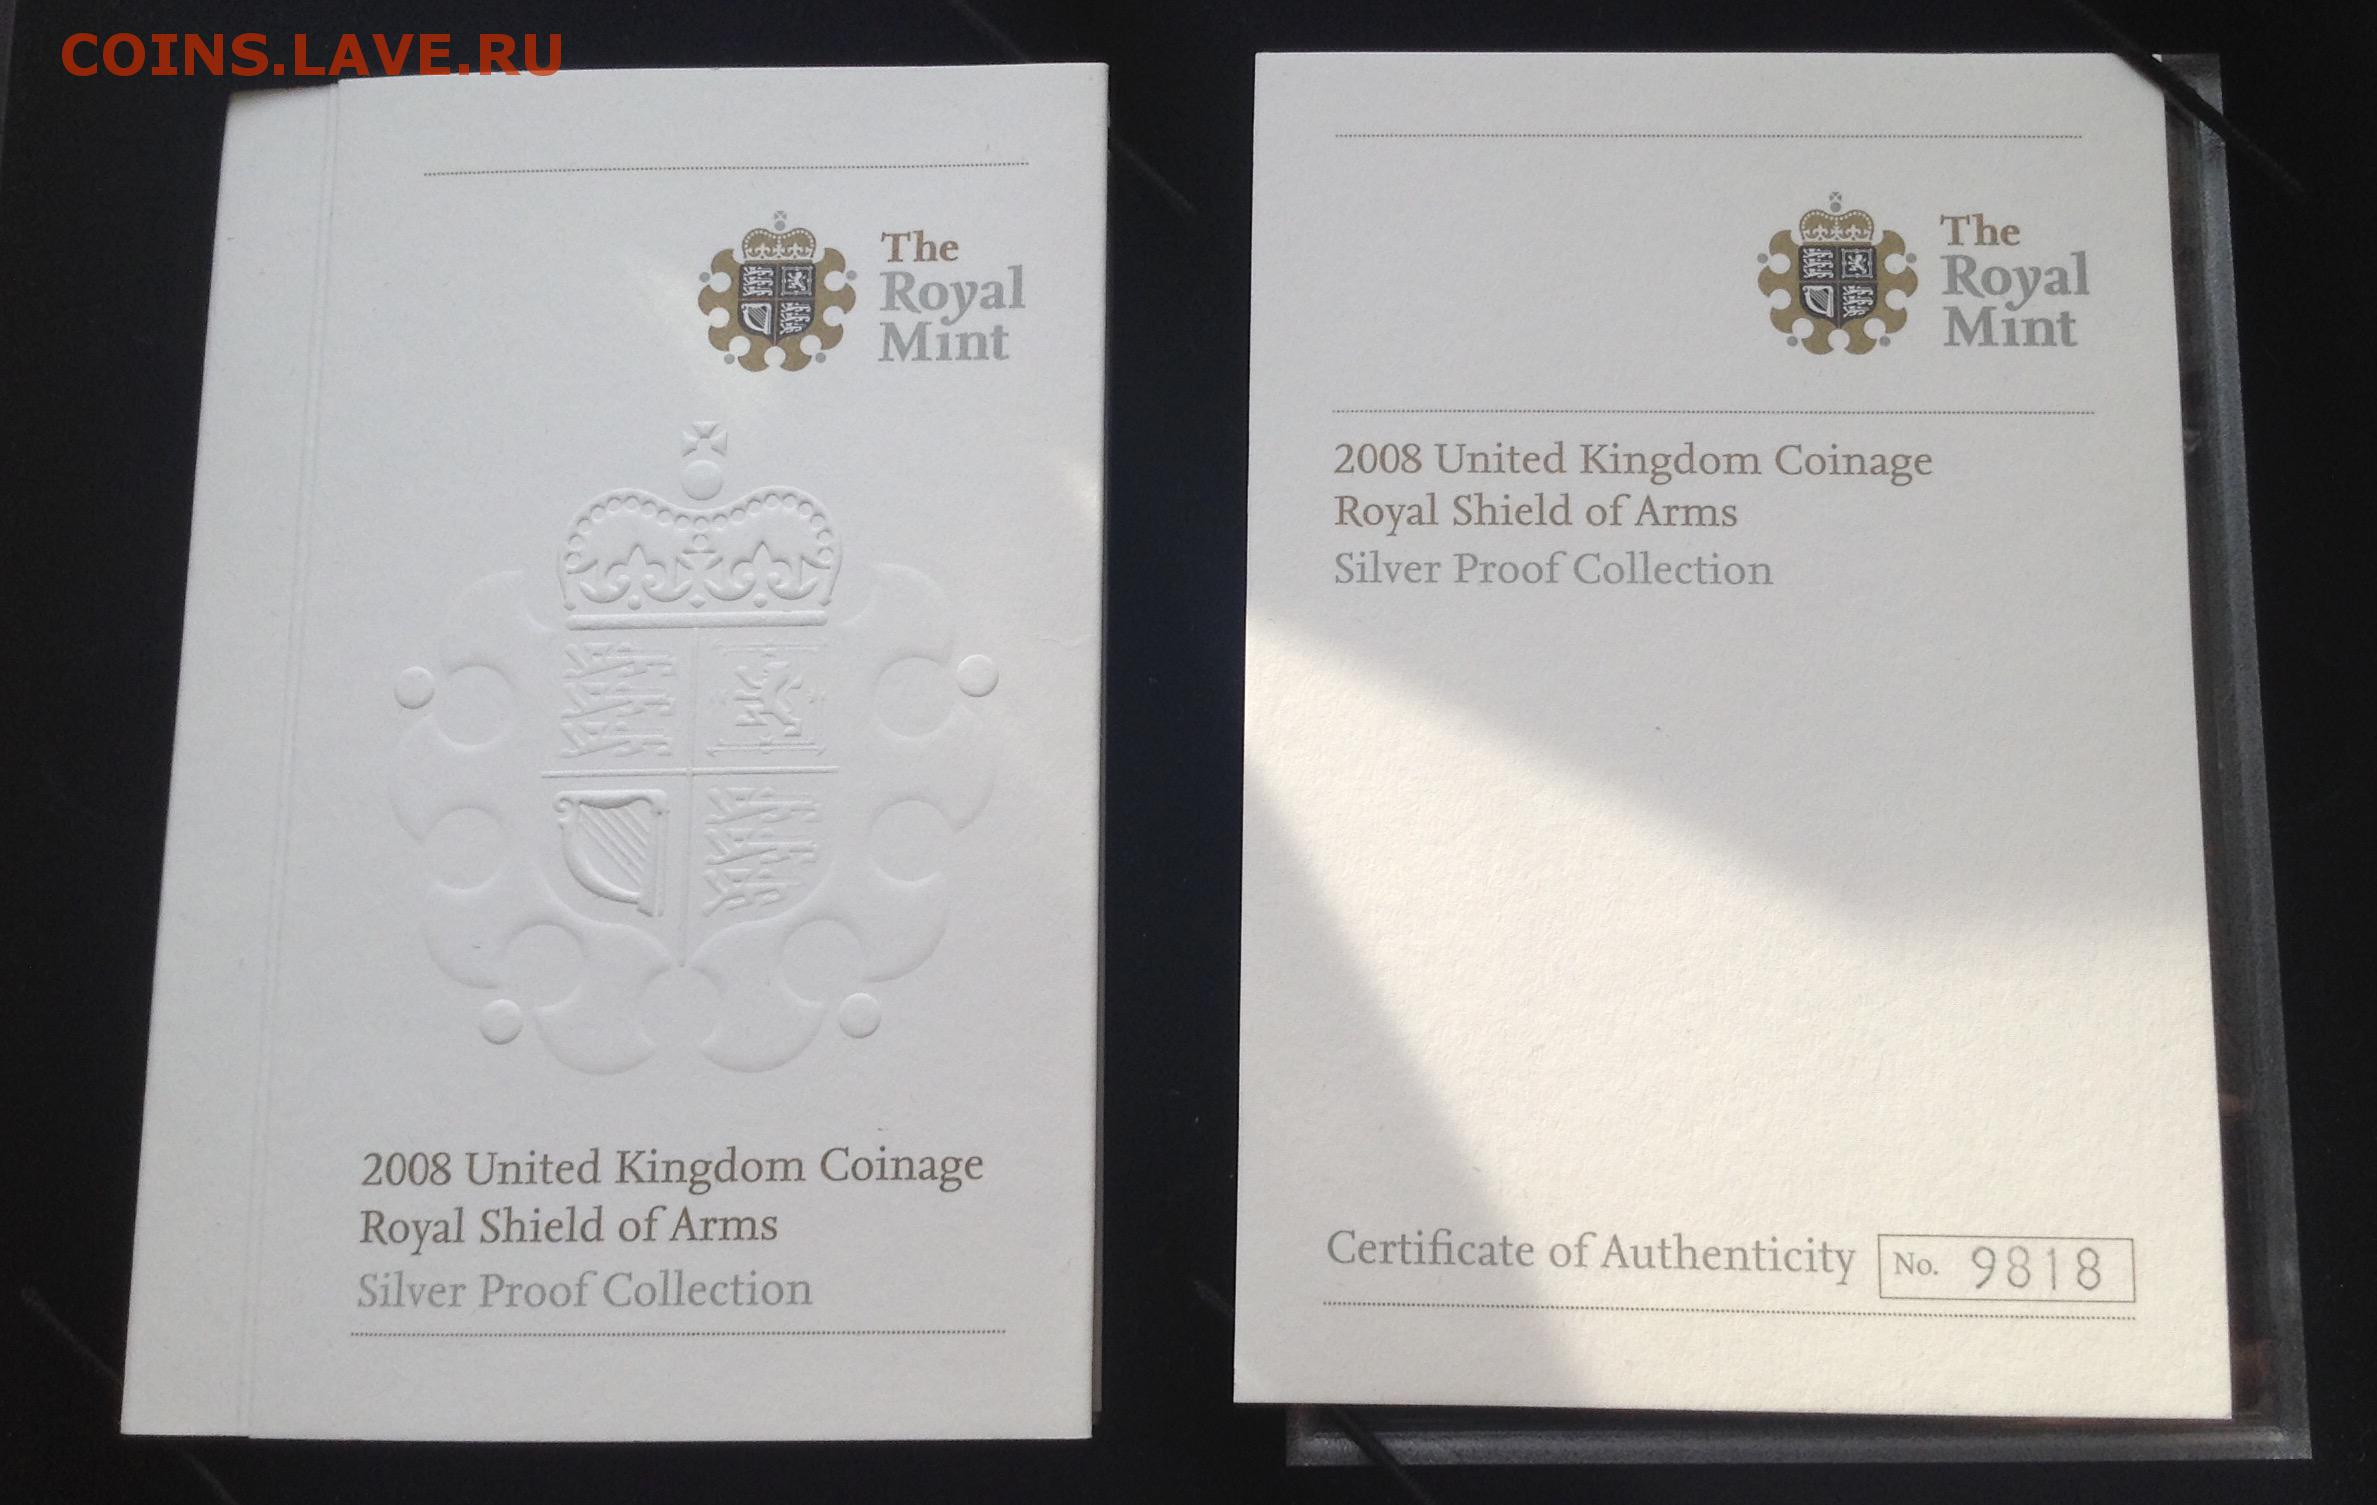 COINS.LAVE.RU
The
Royal
Mint
2008 United Kingdom Coinage
Royal Shield of Arms
Silver Proof Collection
The
Royal
Mint
2008 United Kingdom Coinage
Royal Shield of Arms
Silver Proof Collection
Certificate of Authenticity No. 9818